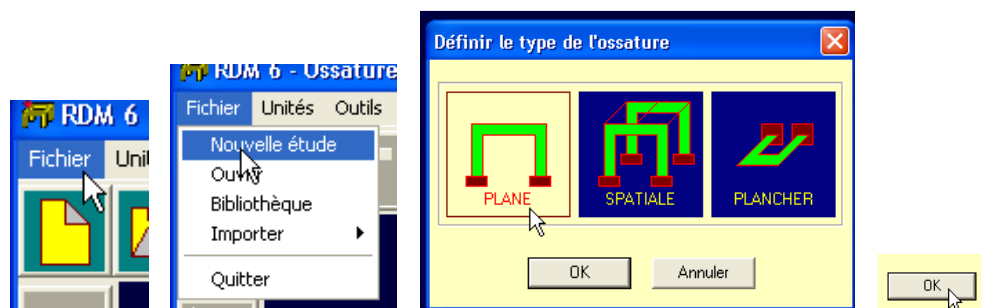 RDM 6
Fichier Unit
RDM 6 - Ossature
Fichier Unités Outils
Nouvelle étude
Ouvrir
Bibliothèque
Importer
Quitter
Définir le type de l'ossature
PLANE SPATIALE PLANCHER
OK Annuler
OK